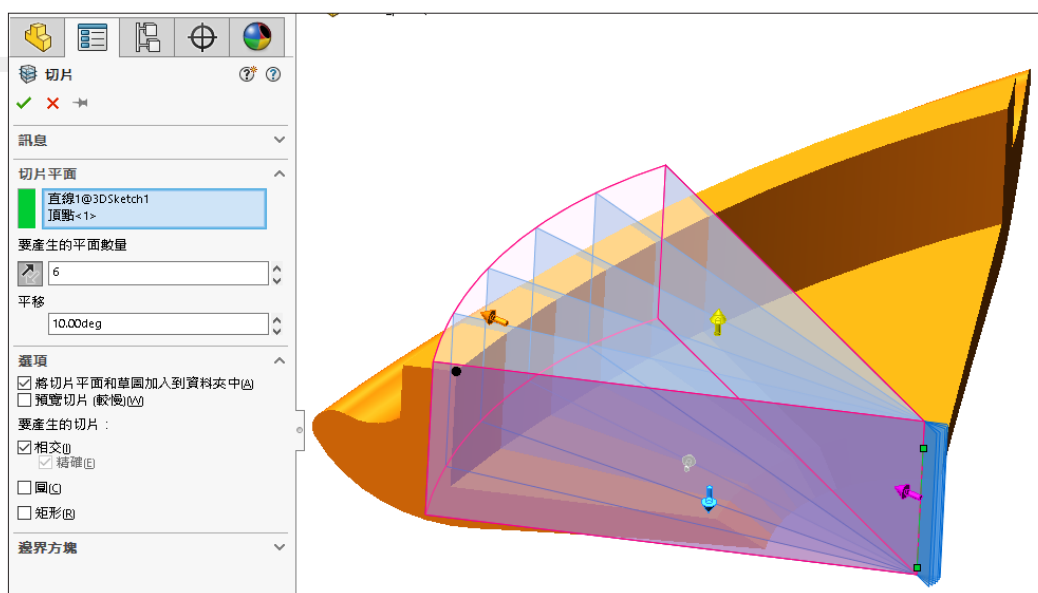 切片
訊息
切片平面
直線1@3DSketch1
頂點<1>
要產生的平面數量
6
平移
10.00deg
選項
將切片平面和草圖加入到資料夾中(A)
預覽切片 (較慢)(W)
要產生的切片：
相交(I)
精確(E)
圓(C)
矩形(R)
邊界方塊